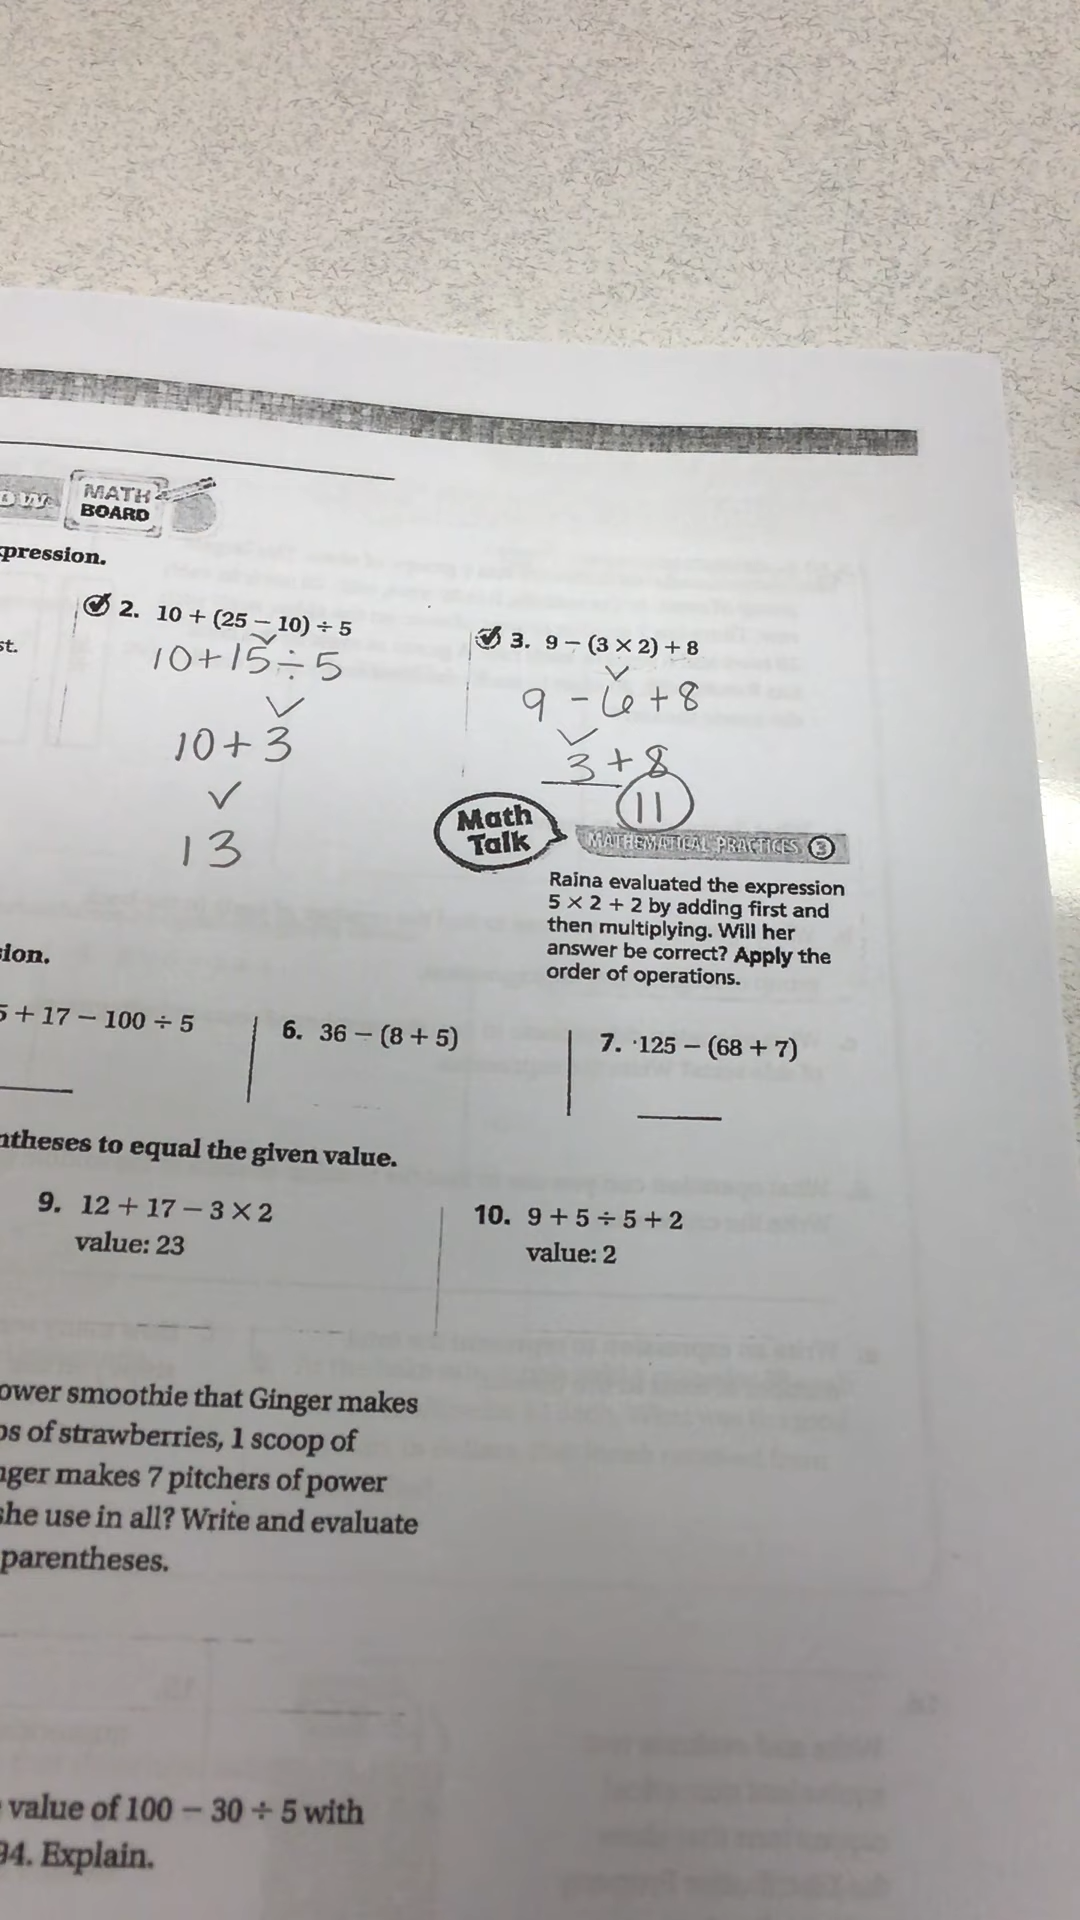 MATH
BOARD
pression.
2. 10 + (25 − 10) ÷ 5
10+15÷5
10+3
13
st.
3. 9 − (3 × 2) + 8
9 - 6 + 8
3 + 8
11
Math
Talk
MATHEMATICAL PRACTICES 3
Raina evaluated the expression
5 × 2 + 2 by adding first and
then multiplying. Will her
answer be correct? Apply the
order of operations.
sion.
5 + 17 − 100 ÷ 5
6. 36 − (8 + 5)
7. 125 − (68 + 7)
ntheses to equal the given value.
9. 12 + 17 − 3 × 2
value: 23
10. 9 + 5 ÷ 5 + 2
value: 2
ower smoothie that Ginger makes
ps of strawberries, 1 scoop of
nger makes 7 pitchers of power
she use in all? Write and evaluate
parentheses.
value of 100 − 30 ÷ 5 with
94. Explain.